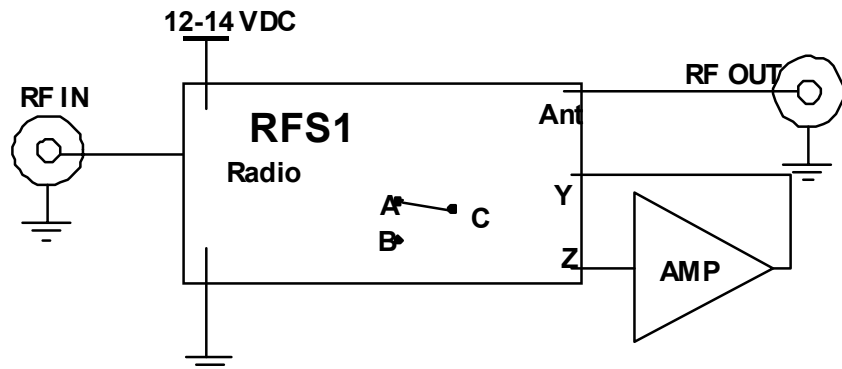 12-14 VDC
RF IN
RF OUT
RFS1
Ant
Radio
A
C
Y
B
Z
AMP